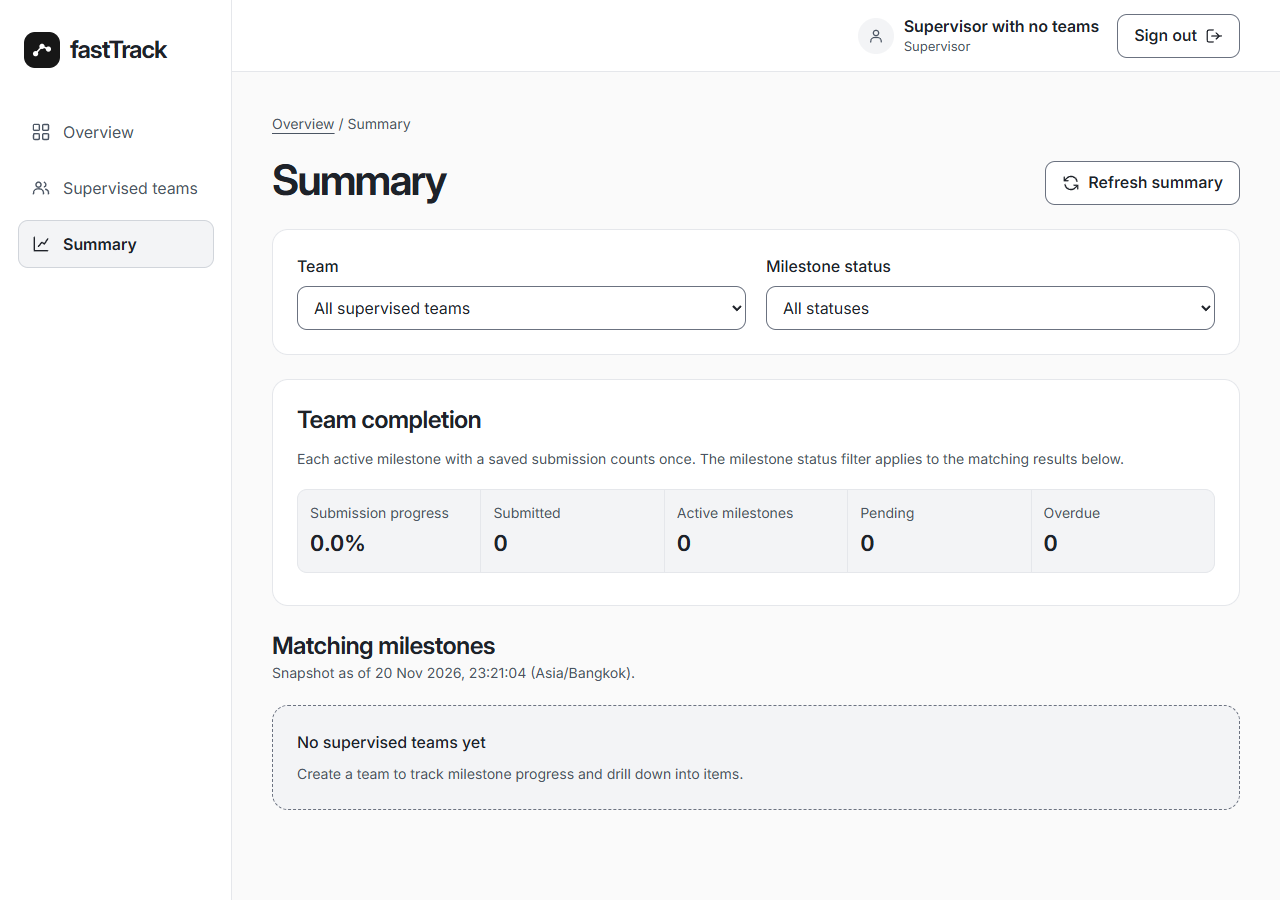 fastTrack
Supervisor with no teams
Supervisor
Sign out
Overview
Supervised teams
Summary
Overview / Summary
Summary
Refresh summary
Team
Milestone status
All supervised teams
All statuses
Team completion
Each active milestone with a saved submission counts once. The milestone status filter applies to the matching results below.
Submission progress
0.0%
Submitted
0
Active milestones
0
Pending
0
Overdue
0
Matching milestones
Snapshot as of 20 Nov 2026, 23:21:04 (Asia/Bangkok).
No supervised teams yet
Create a team to track milestone progress and drill down into items.